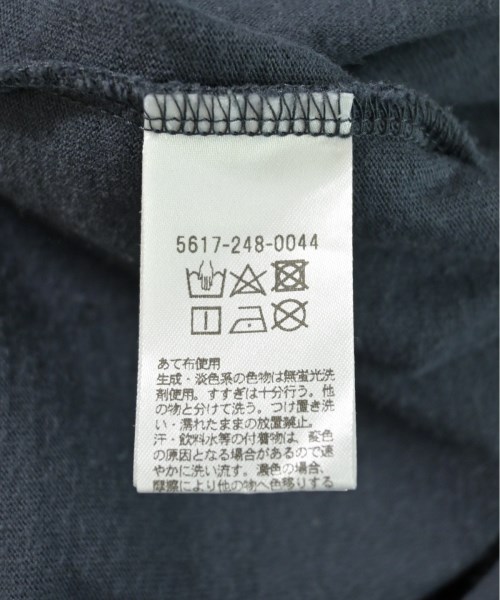 5617-248-0044
あて布使用
生成・淡色系の色物は無蛍光洗
剤使用。すすぎは十分行う。他
の物と分けて洗う。つけ置き洗
い・濡れたままの放置禁止。
汗・飲料水等の付着物は、変色
の原因となる場合があるので速
やかに洗い流す。濃色の場合、
摩擦により他の物へ色移りする